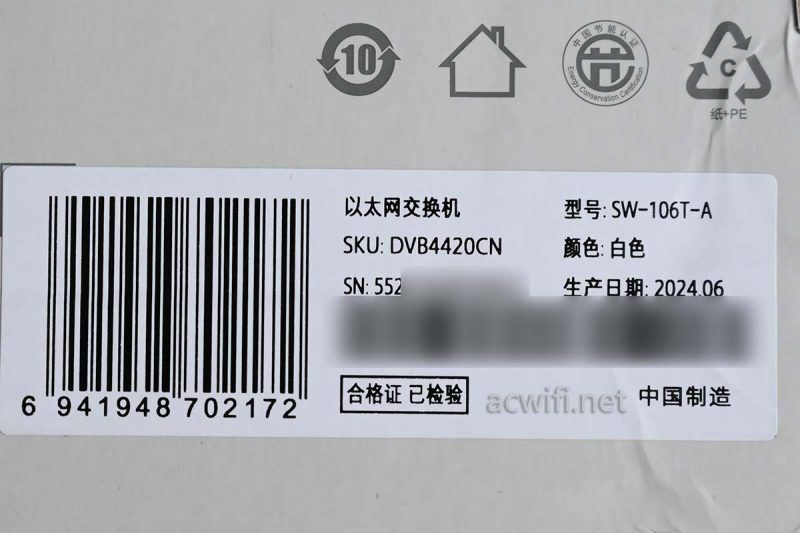 10
中国节能认证
Energy Conservation Certification
C
纸+PE
以太网交换机
型号: SW-106T-A
SKU: DVB4420CN
颜色: 白色
SN: 552
生产日期: 2024.06
合格证 已检验
acwifi.net
中国制造
6 941948 702172